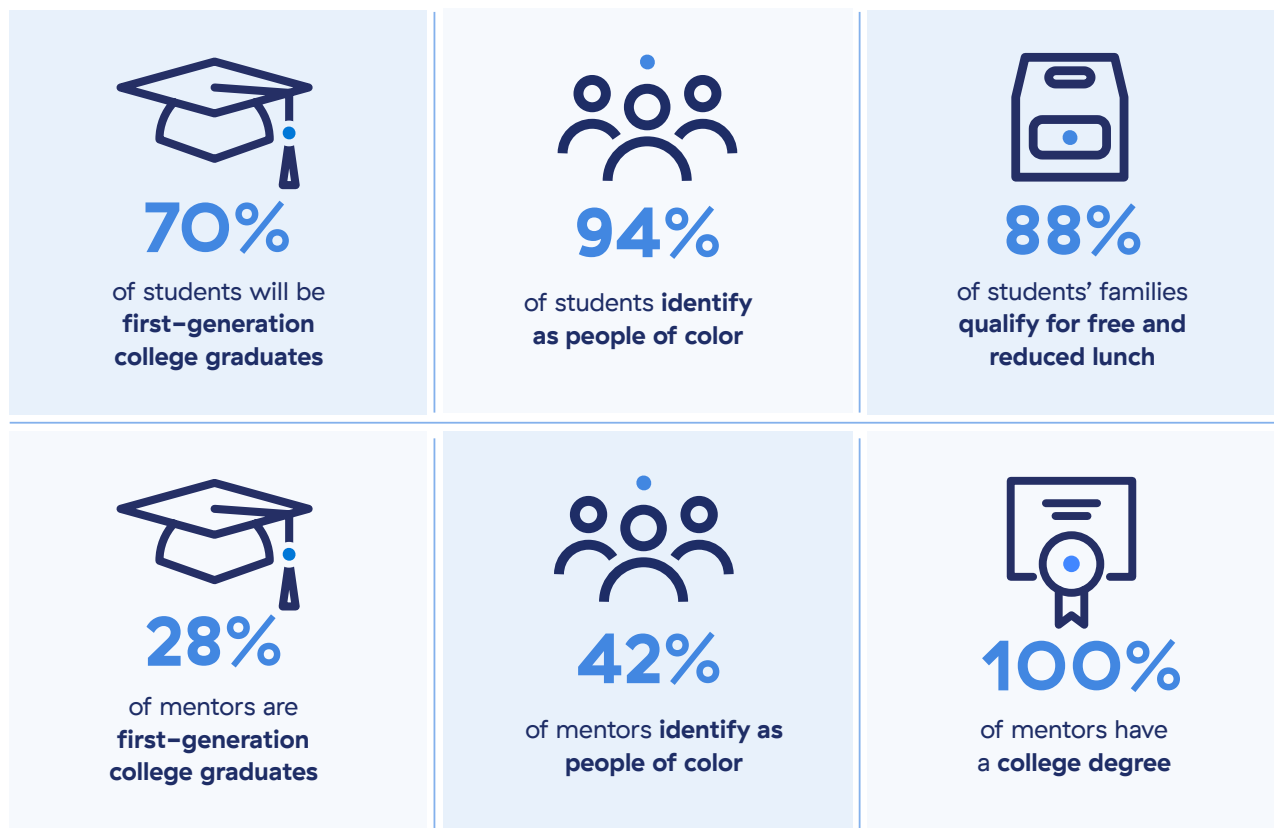 70%
of students will be
first-generation
college graduates
94%
of students identify
as people of color
88%
of students’ families
qualify for free and
reduced lunch
28%
of mentors are
first-generation
college graduates
42%
of mentors identify as
people of color
100%
of mentors have
a college degree